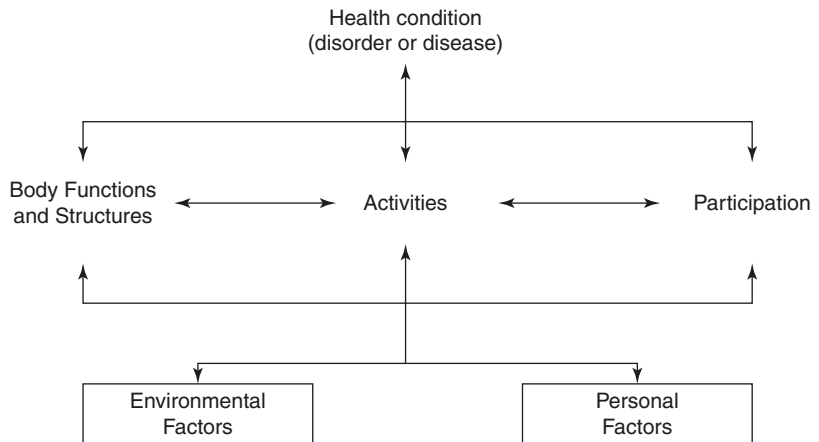 Health condition
(disorder or disease)
Body Functions
and Structures
Activities
Participation
Environmental
Factors
Personal
Factors